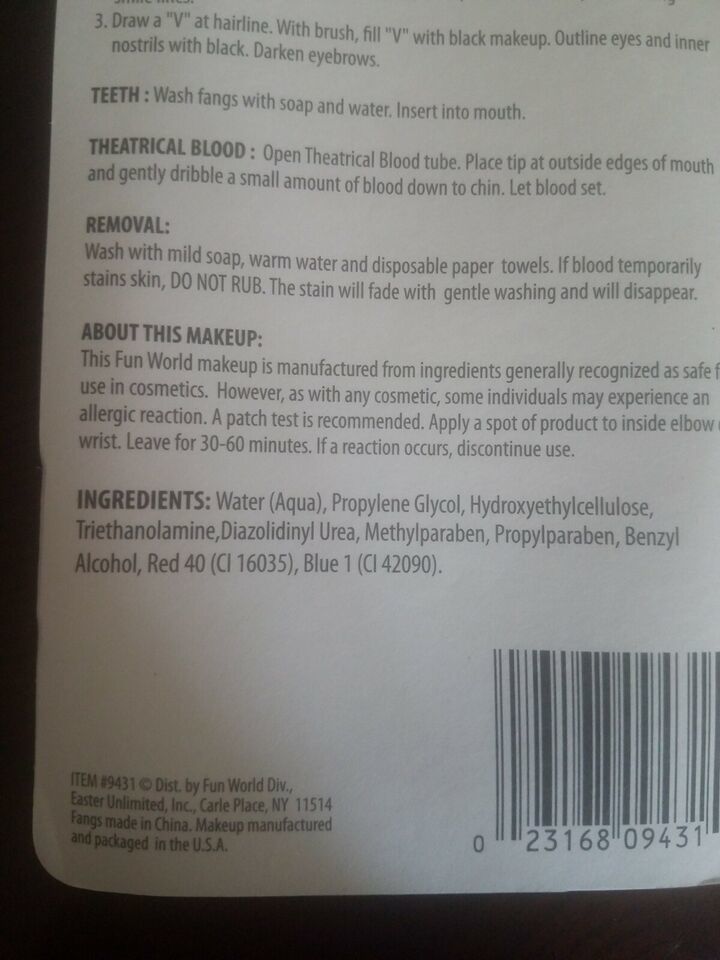 smile lines.
3. Draw a "V" at hairline. With brush, fill "V" with black makeup. Outline eyes and inner
nostrils with black. Darken eyebrows.
TEETH : Wash fangs with soap and water. Insert into mouth.
THEATRICAL BLOOD : Open Theatrical Blood tube. Place tip at outside edges of mouth
and gently dribble a small amount of blood down to chin. Let blood set.
REMOVAL:
Wash with mild soap, warm water and disposable paper towels. If blood temporarily
stains skin, DO NOT RUB. The stain will fade with gentle washing and will disappear.
ABOUT THIS MAKEUP:
This Fun World makeup is manufactured from ingredients generally recognized as safe f
use in cosmetics. However, as with any cosmetic, some individuals may experience an
allergic reaction. A patch test is recommended. Apply a spot of product to inside elbow
wrist. Leave for 30-60 minutes. If a reaction occurs, discontinue use.
INGREDIENTS: Water (Aqua), Propylene Glycol, Hydroxyethylcellulose,
Triethanolamine,Diazolidinyl Urea, Methylparaben, Propylparaben, Benzyl
Alcohol, Red 40 (CI 16035), Blue 1 (CI 42090).
ITEM #9431 © Dist. by Fun World Div.,
Easter Unlimited, Inc., Carle Place, NY 11514
Fangs made in China. Makeup manufactured
and packaged in the U.S.A.
0 23168 09431